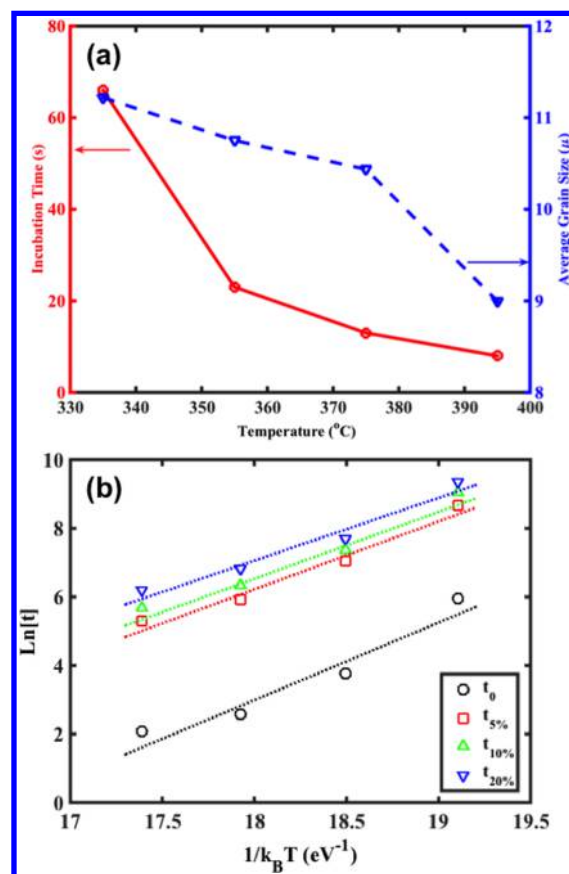 (a)
80
60
40
20
0
Incubation Time (s)
12
11
10
9
8
Average Grain Size (μ)
330 340 350 360 370 380 390 400
Temperature (°C)
(b)
10
8
6
4
2
0
Ln[t]
t0
t5%
t10%
t20%
17 17.5 18 18.5 19 19.5
1/kBT (eV⁻¹)